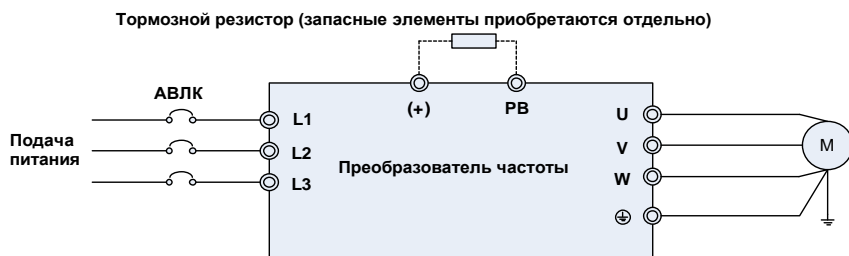 Тормозной резистор (запасные элементы приобретаются отдельно)
АВЛК
(+)
PB
L1
U
Подача
питания
L2
V
M
Преобразователь частоты
L3
W